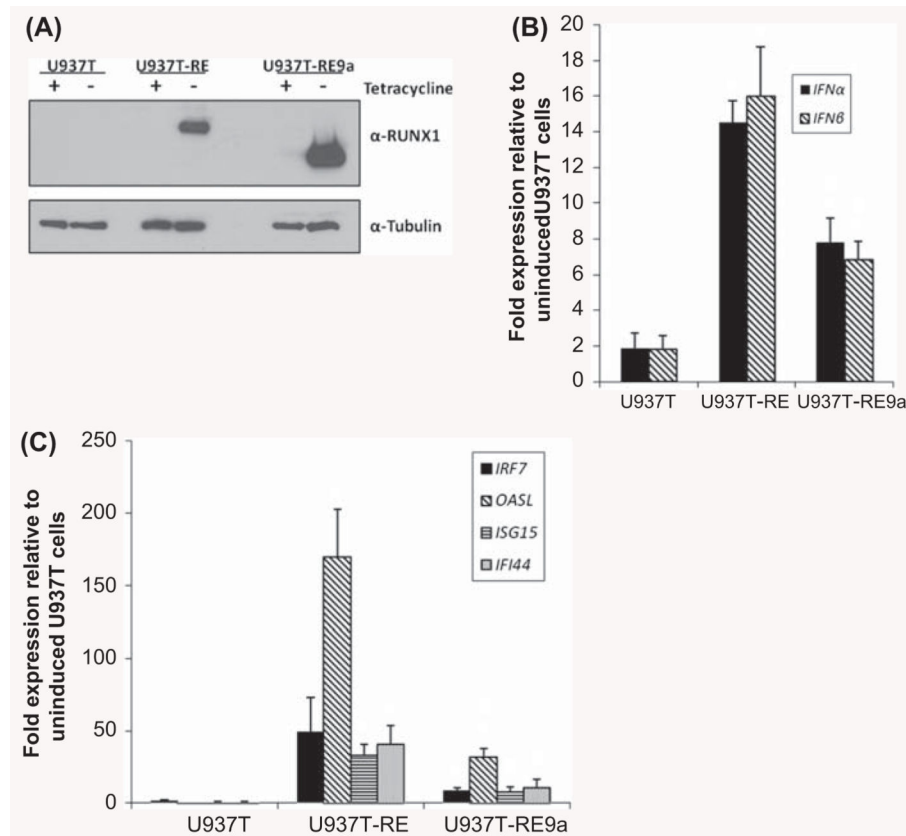 (A)
U937T U937T-RE U937T-RE9a
+ - + - + - Tetracycline
α-RUNX1
α-Tubulin
(B)
Fold expression relative to
uninducedU937T cells
20
18
16
14
12
10
8
6
4
2
0
IFNα
IFNβ
U937T U937T-RE U937T-RE9a
(C)
Fold expression relative to
uninduced U937T cells
250
200
150
100
50
0
IRF7
OASL
ISG15
IFI44
U937T U937T-RE U937T-RE9a